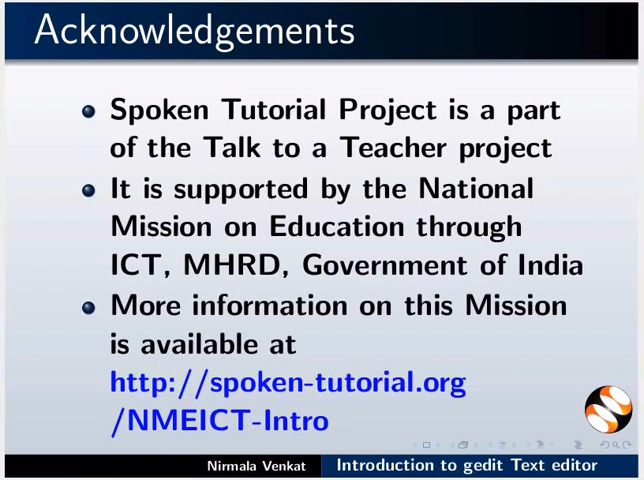 Acknowledgements
Spoken Tutorial Project is a part
of the Talk to a Teacher project
It is supported by the National
Mission on Education through
ICT, MHRD, Government of India
More information on this Mission
is available at
http://spoken-tutorial.org
/NMEICT-Intro
Nirmala Venkat
Introduction to gedit Text editor